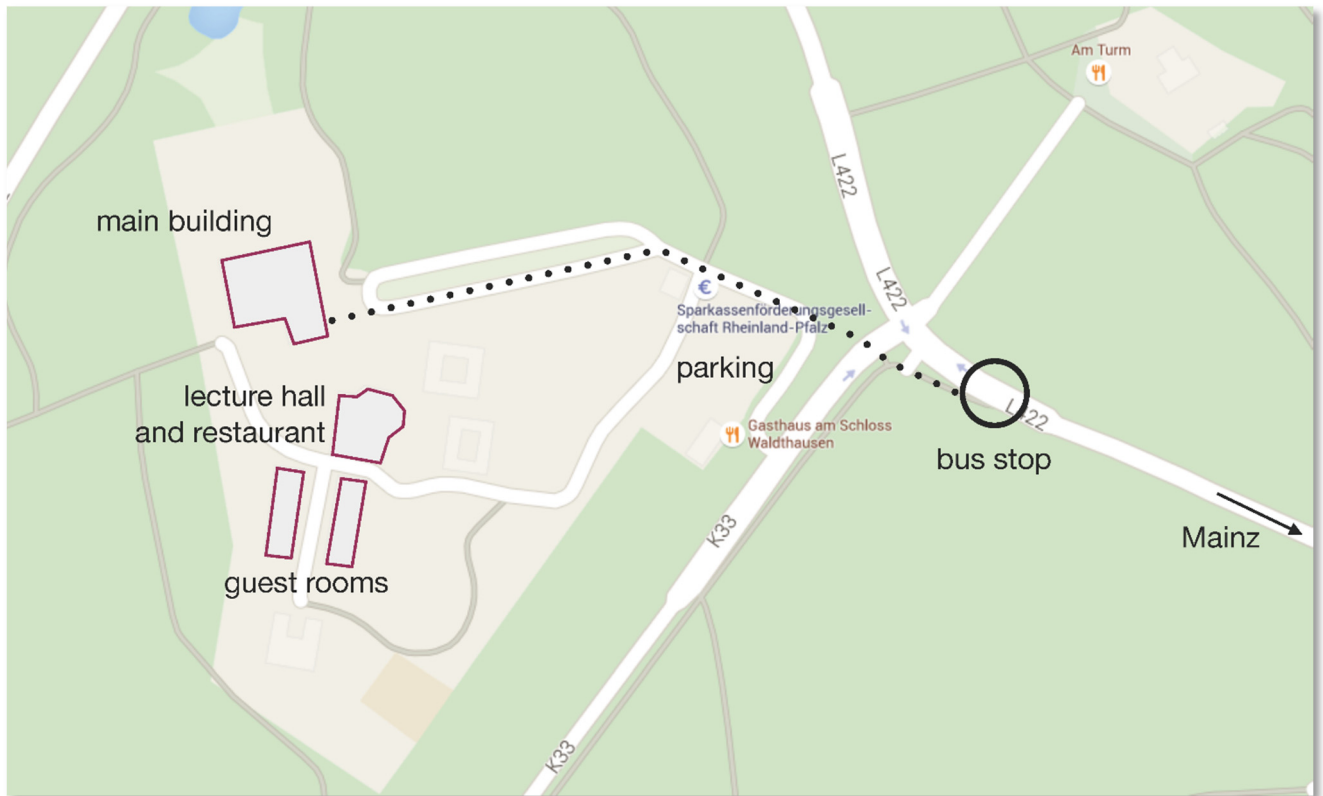 Am Turm
L422
main building
L422
Sparkassenförderungsgesell-
schaft Rheinland-Pfalz
parking
lecture hall
and restaurant
L422
Gasthaus am Schloss
Waldthausen
bus stop
K33
Mainz
guest rooms
K33